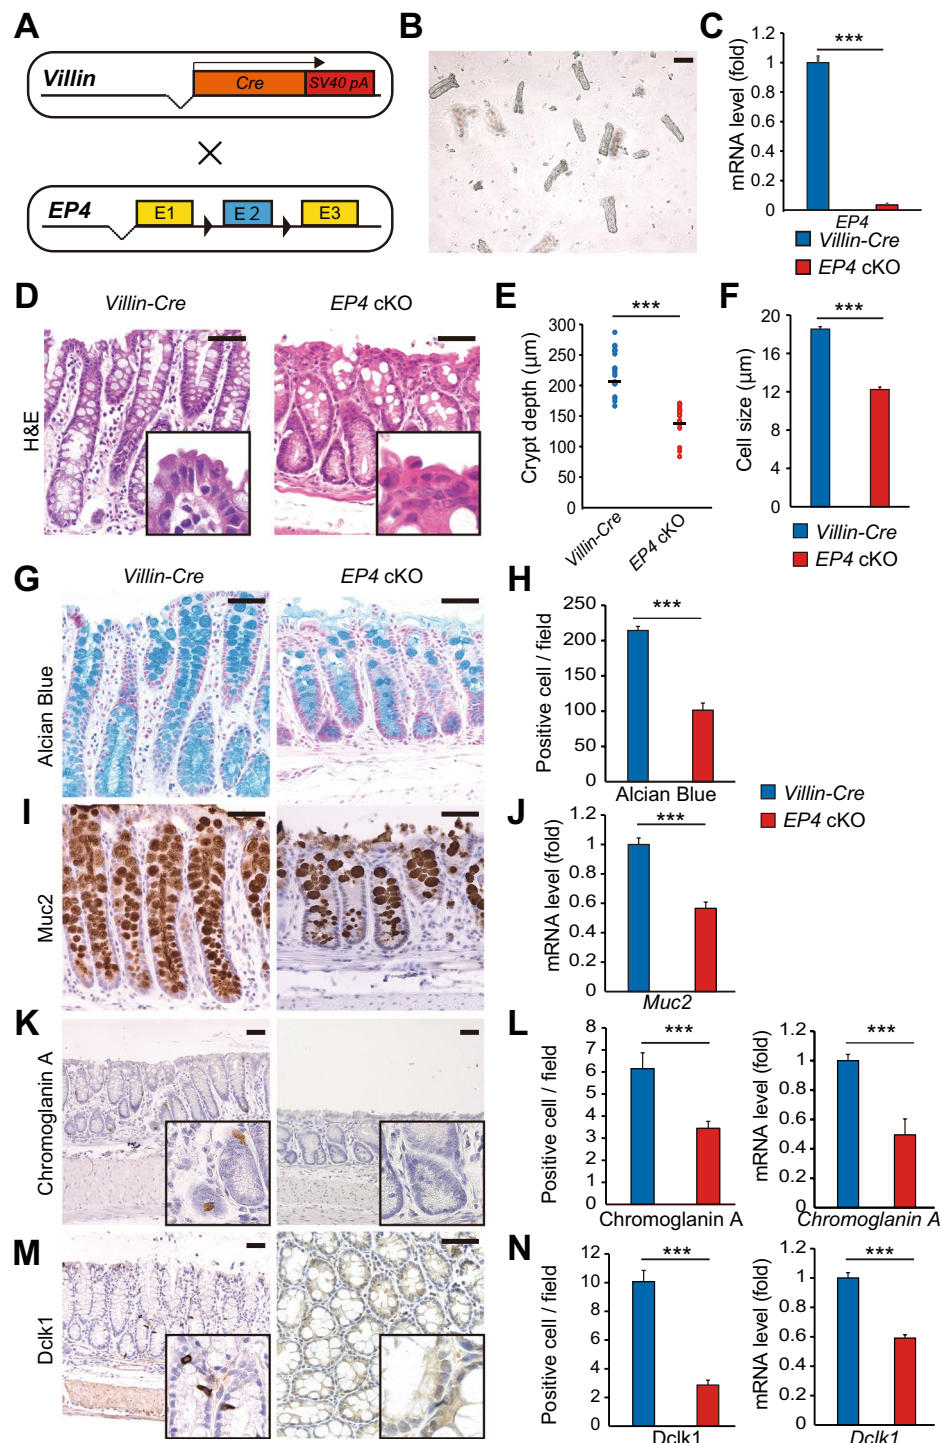 A
Villin
Cre
SV40 pA
×
EP4
E1
E2
E3
B
C
mRNA level (fold)
1.2
1
0.8
0.6
0.4
0.2
0
***
EP4
Villin-Cre
EP4 cKO
D
Villin-Cre
EP4 cKO
H&E
E
***
Crypt depth (µm)
300
250
200
150
100
50
0
Villin-Cre
EP4 cKO
F
***
Cell size (µm)
20
16
12
8
4
0
Villin-Cre
EP4 cKO
G
Villin-Cre
EP4 cKO
Alcian Blue
H
***
Positive cell / field
250
200
150
100
50
0
Alcian Blue
Villin-Cre
EP4 cKO
I
Muc2
J
***
mRNA level (fold)
1.2
1
0.8
0.6
0.4
0.2
0
Muc2
K
Chromoglanin A
L
***
Positive cell / field
8
7
6
5
4
3
2
1
0
Chromoglanin A
***
mRNA level (fold)
1.2
1
0.8
0.6
0.4
0.2
0
Chromoglanin A
M
Dclk1
N
***
Positive cell / field
12
10
8
6
4
2
0
Dclk1
***
mRNA level (fold)
1.2
1
0.8
0.6
0.4
0.2
0
Dclk1